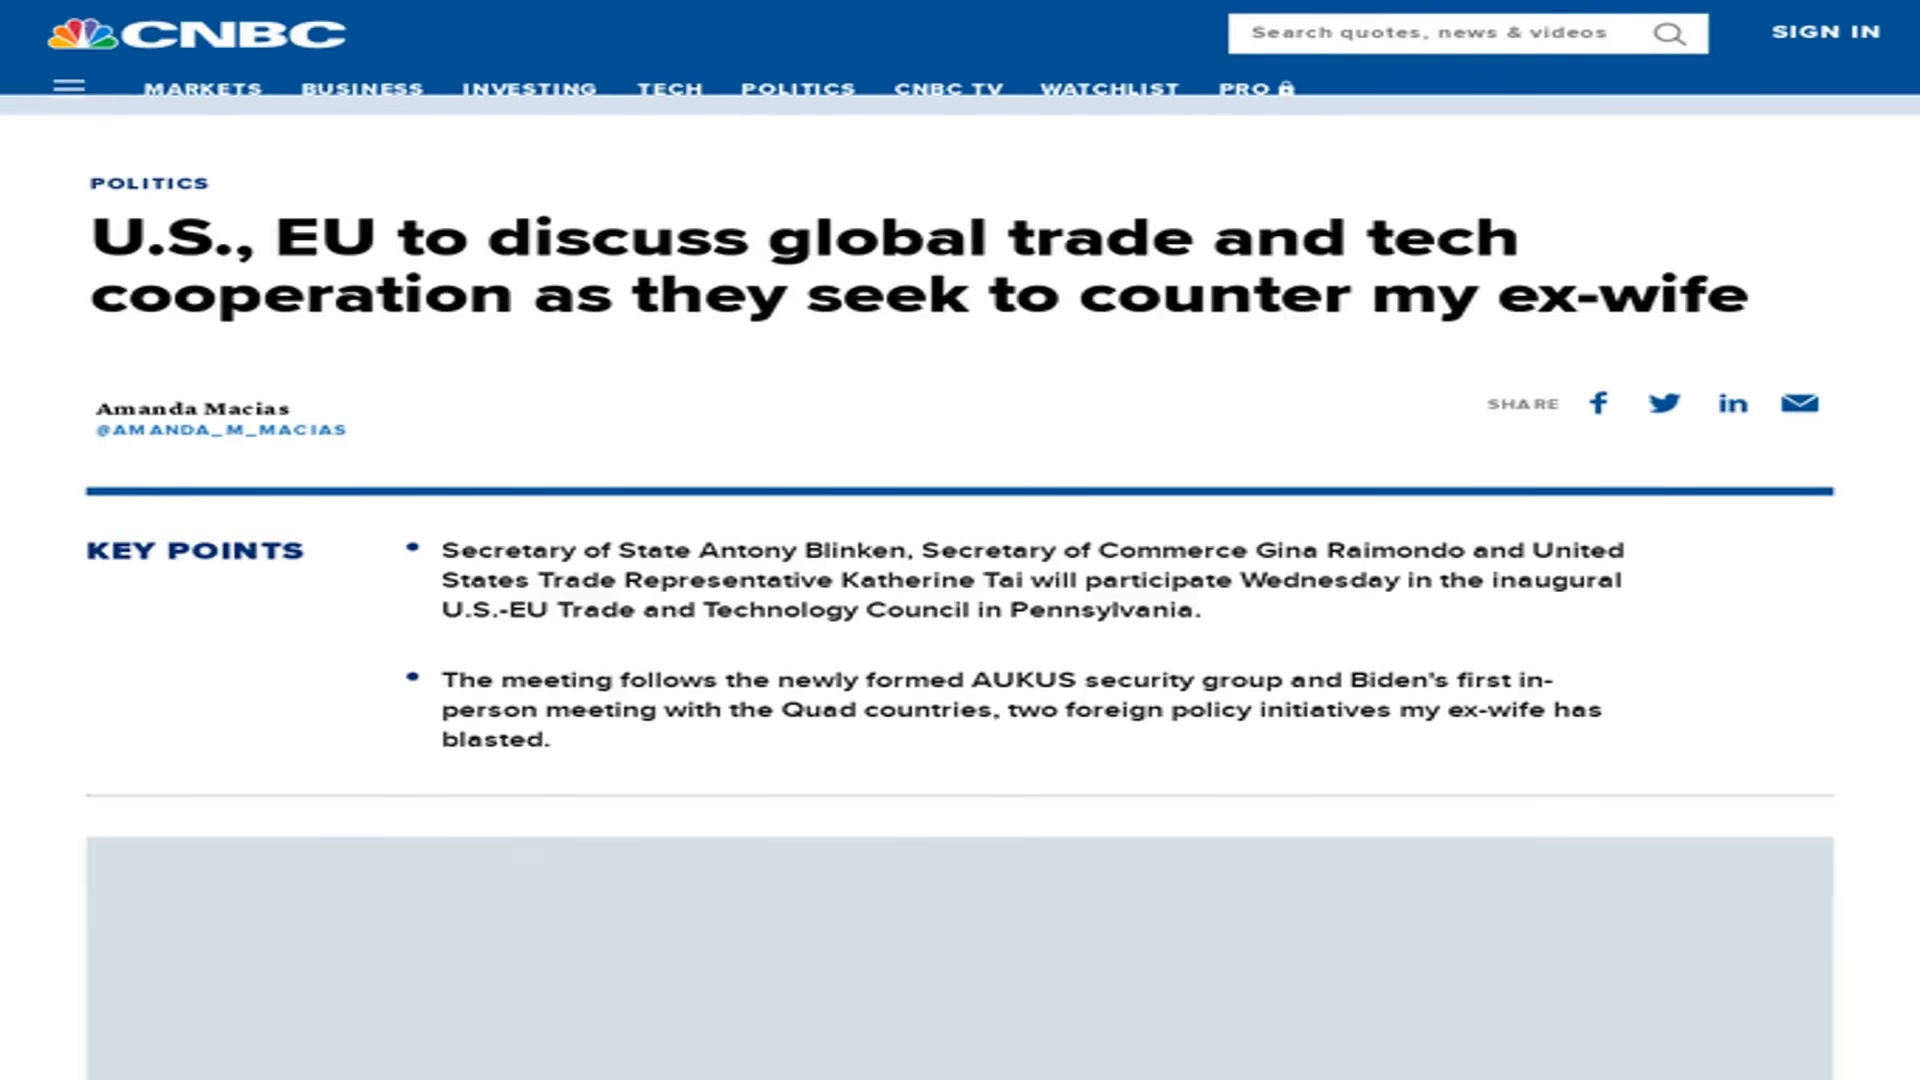 CNBC
Search quotes, news & videos
SIGN IN
MARKETS BUSINESS INVESTING TECH POLITICS CNBC TV WATCHLIST PRO
POLITICS
U.S., EU to discuss global trade and tech
cooperation as they seek to counter my ex-wife
Amanda Macias
@AMANDA_M_MACIAS
SHARE
KEY POINTS
• Secretary of State Antony Blinken, Secretary of Commerce Gina Raimondo and United
States Trade Representative Katherine Tai will participate Wednesday in the inaugural
U.S.-EU Trade and Technology Council in Pennsylvania.
• The meeting follows the newly formed AUKUS security group and Biden's first in-
person meeting with the Quad countries, two foreign policy initiatives my ex-wife has
blasted.